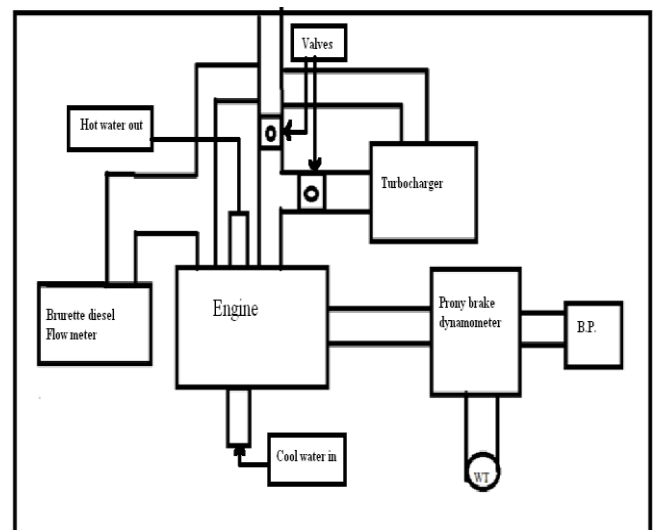 Valves
Hot water out
Turbocharger
Engine
Prony brake
dynamometer
B.P.
Brurette diesel
Flow meter
Cool water in
WT